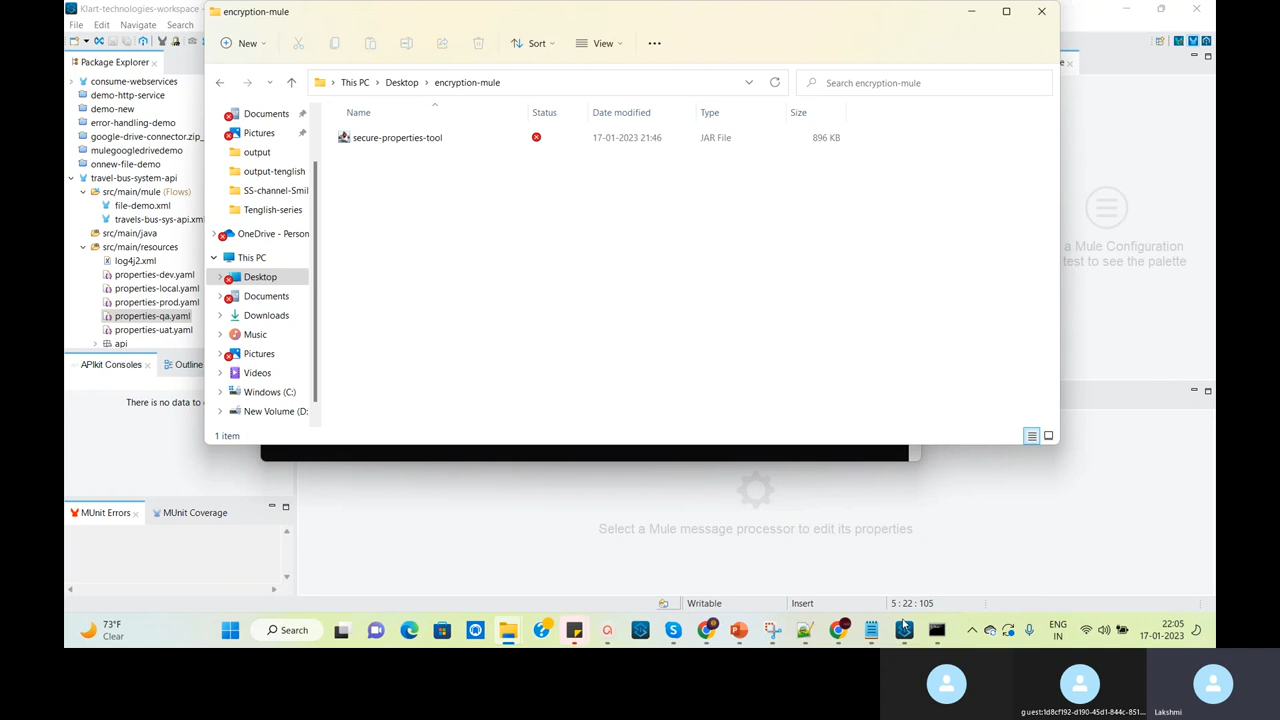 Klart-technologies-workspace
File Edit Navigate Search
Package Explorer
consume-webservices
demo-http-service
demo-new
error-handling-demo
google-drive-connector.zip_
mulegoogledrivedemo
onnew-file-demo
travel-bus-system-api
src/main/mule (Flows)
file-demo.xml
travels-bus-sys-api.xml
src/main/java
src/main/resources
log4j2.xml
properties-dev.yaml
properties-local.yaml
properties-prod.yaml
properties-qa.yaml
properties-uat.yaml
api
APIkit Consoles Outline
There is no data to
MUnit Errors MUnit Coverage
encryption-mule
New Sort View
This PC Desktop encryption-mule
Search encryption-mule
Documents
Pictures
output
output-tenglish
SS-channel-Smil
Tenglish-series
OneDrive - Person
This PC
Desktop
Documents
Downloads
Music
Pictures
Videos
Windows (C:)
New Volume (D:
Name Status Date modified Type Size
secure-properties-tool 17-01-2023 21:46 JAR File 896 KB
1 item
a Mule Configuration
test to see the palette
Select a Mule message processor to edit its properties
Writable Insert 5 : 22 : 105
73°F
Clear
Search
ENG
IN
22:05
17-01-2023
Lakshmi